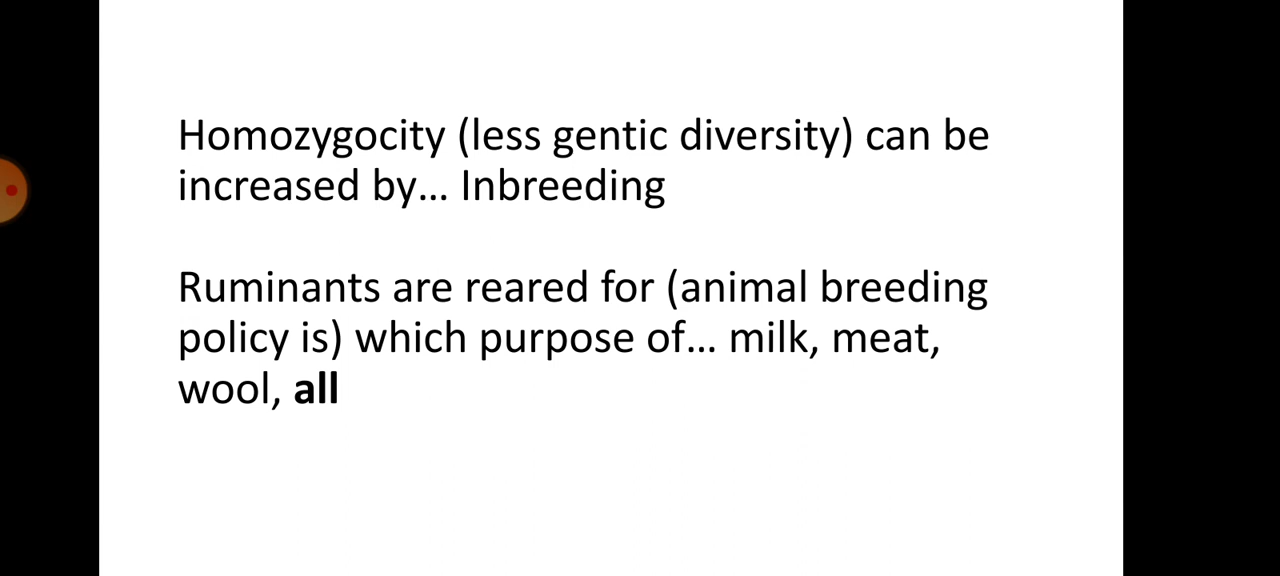 Homozygocity (less gentic diversity) can be
increased by... Inbreeding
Ruminants are reared for (animal breeding
policy is) which purpose of... milk, meat,
wool, all